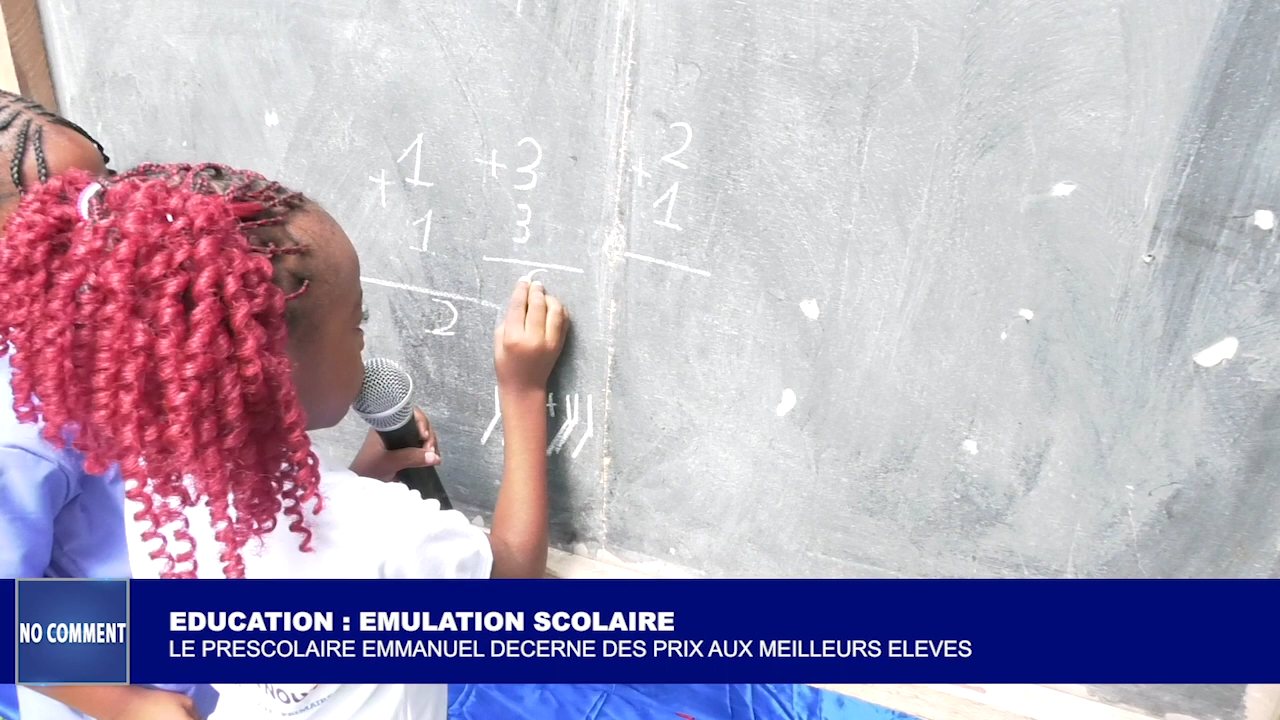 1 +3 2
+ 3 +1
1
2
NO COMMENT
EDUCATION : EMULATION SCOLAIRE
LE PRESCOLAIRE EMMANUEL DECERNE DES PRIX AUX MEILLEURS ELEVES